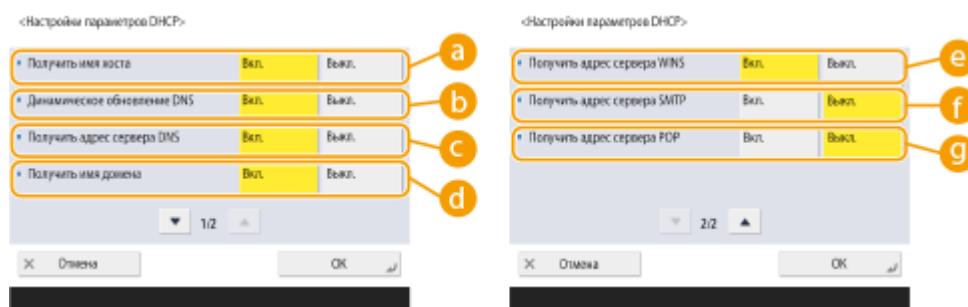 <Настройки параметров DHCP>
Получить имя хоста Вкл. Выкл. a
Динамическое обновление DNS Вкл. Выкл. b
Получить адрес сервера DNS Вкл. Выкл. c
Получить имя домена Вкл. Выкл. d
1/2
Отмена OK
<Настройки параметров DHCP>
Получить адрес сервера WINS Вкл. Выкл. e
Получить адрес сервера SMTP Вкл. Выкл. f
Получить адрес сервера POP Вкл. Выкл. g
2/2
Отмена OK